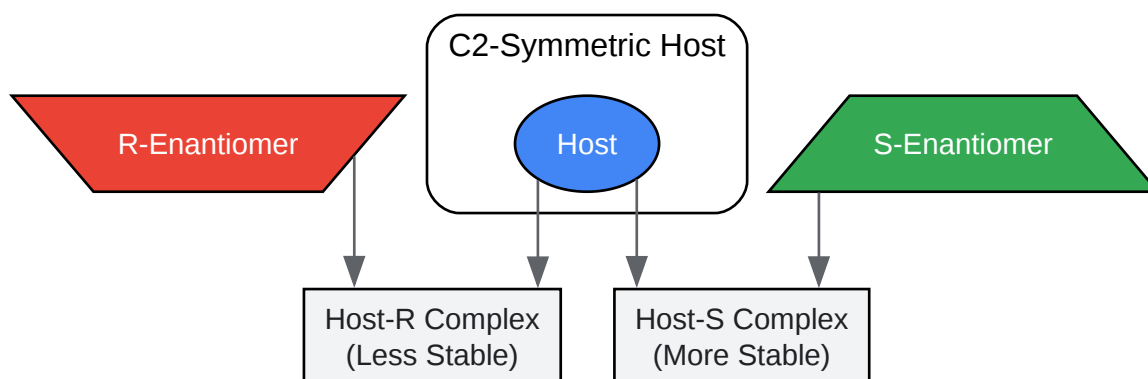 C2-Symmetric Host
R-Enantiomer
Host
S-Enantiomer
Host-R Complex
(Less Stable)
Host-S Complex
(More Stable)